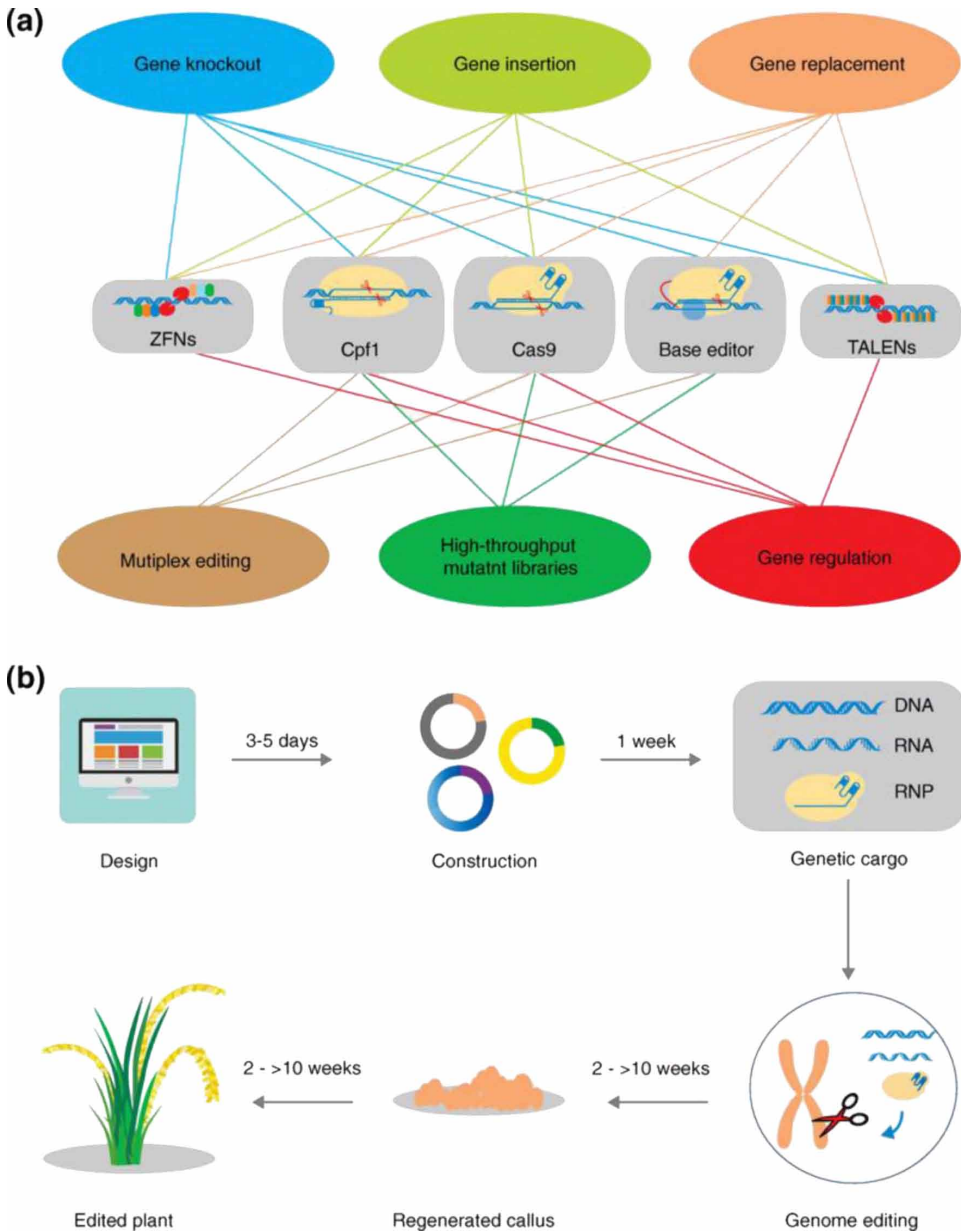 (a)
Gene knockout
Gene insertion
Gene replacement
ZFNs
Cpf1
Cas9
Base editor
TALENs
Mutiplex editing
High-throughput
mutatnt libraries
Gene regulation
(b)
3-5 days
1 week
DNA
RNA
RNP
Design
Construction
Genetic cargo
2 - >10 weeks
2 - >10 weeks
Edited plant
Regenerated callus
Genome editing